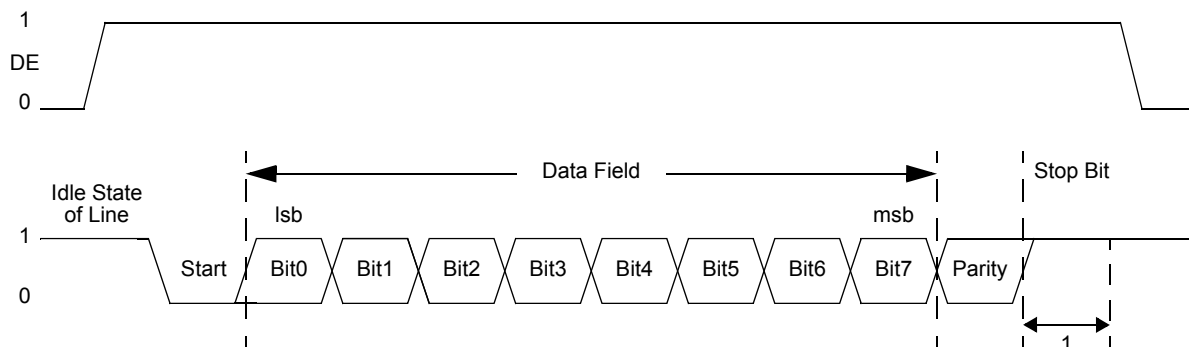 1
DE
0
Data Field
Stop Bit
Idle State
of Line
lsb
msb
1
Start
Bit0
Bit1
Bit2
Bit3
Bit4
Bit5
Bit6
Bit7
Parity
0
1